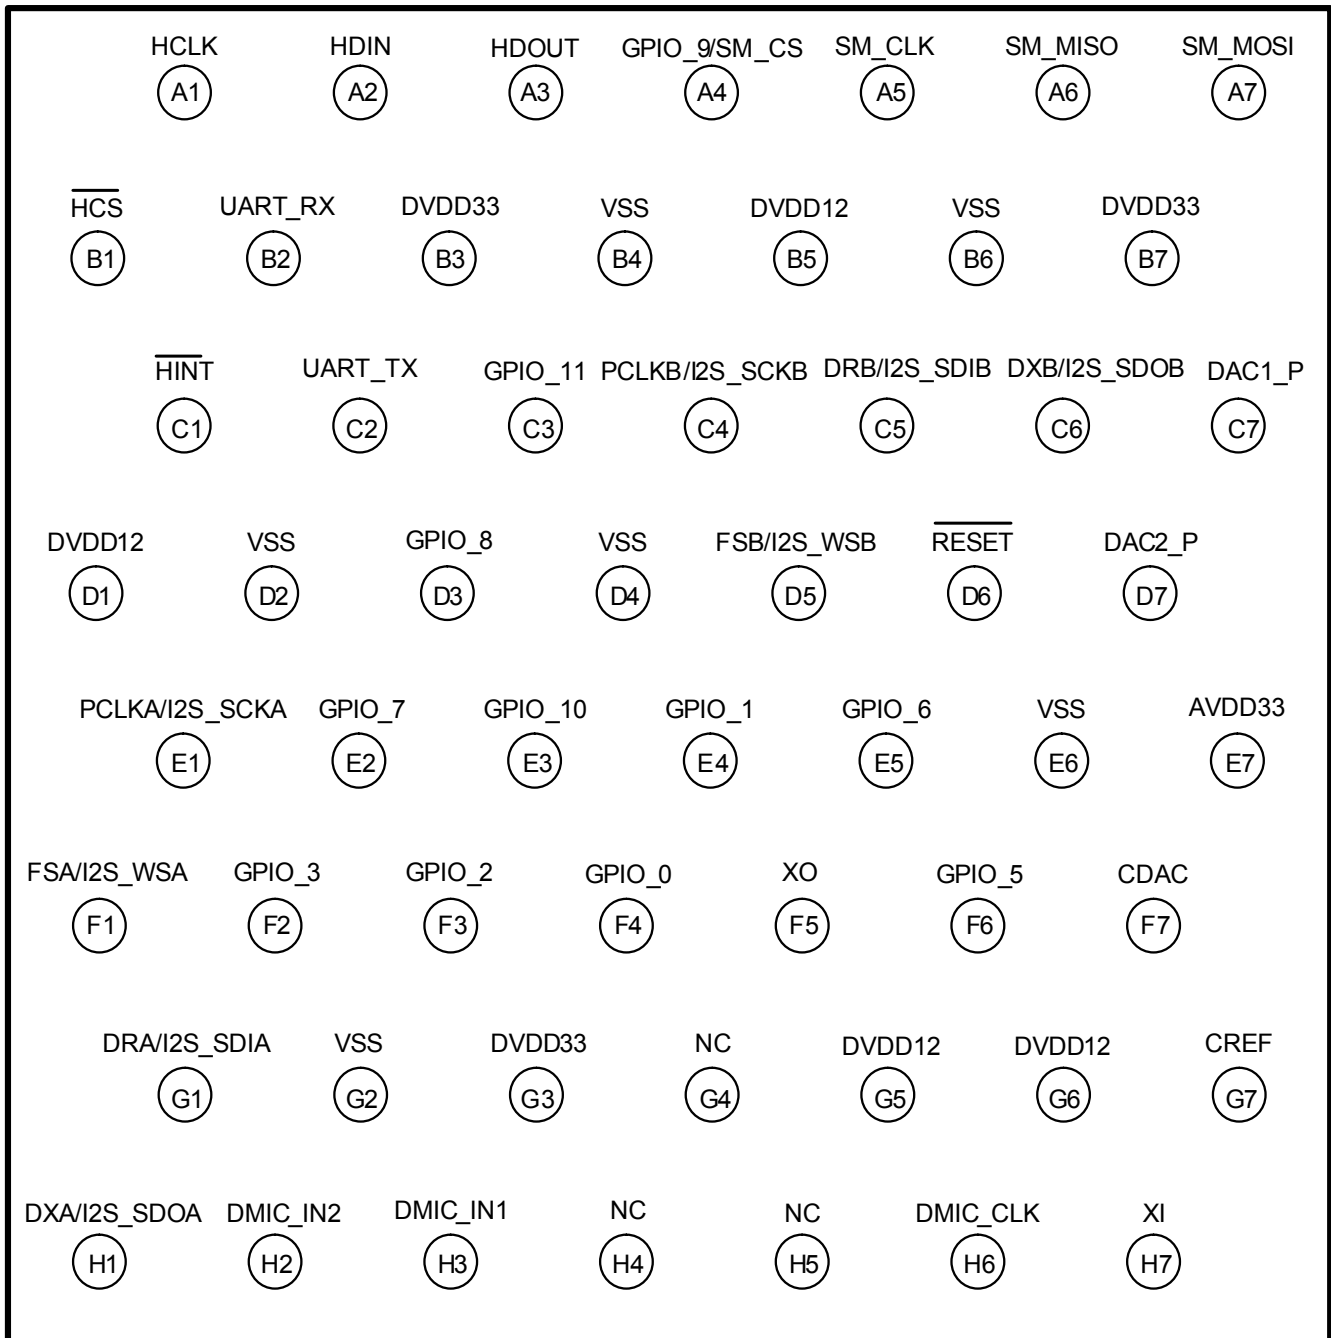 HCLK HDIN HDOUT GPIO_9/SM_CS SM_CLK SM_MISO SM_MOSI
A1 A2 A3 A4 A5 A6 A7
HCS UART_RX DVDD33 VSS DVDD12 VSS DVDD33
B1 B2 B3 B4 B5 B6 B7
HINT UART_TX GPIO_11 PCLKB/I2S_SCKB DRB/I2S_SDIB DXB/I2S_SDOB DAC1_P
C1 C2 C3 C4 C5 C6 C7
DVDD12 VSS GPIO_8 VSS FSB/I2S_WSB RESET DAC2_P
D1 D2 D3 D4 D5 D6 D7
PCLKA/I2S_SCKA GPIO_7 GPIO_10 GPIO_1 GPIO_6 VSS AVDD33
E1 E2 E3 E4 E5 E6 E7
FSA/I2S_WSA GPIO_3 GPIO_2 GPIO_0 XO GPIO_5 CDAC
F1 F2 F3 F4 F5 F6 F7
DRA/I2S_SDIA VSS DVDD33 NC DVDD12 DVDD12 CREF
G1 G2 G3 G4 G5 G6 G7
DXA/I2S_SDOA DMIC_IN2 DMIC_IN1 NC NC DMIC_CLK XI
H1 H2 H3 H4 H5 H6 H7